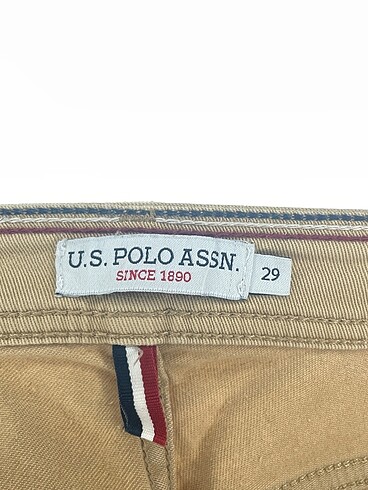 U.S. POLO ASSN.
SINCE 1890
29